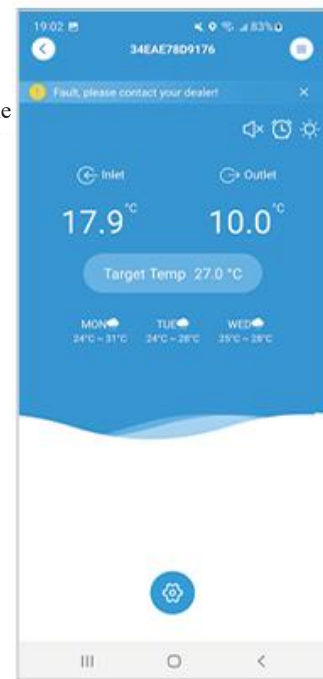 19:02 83%
34EAE78D9176
Fault, please contact your dealer!
e
Inlet Outlet
17.9°C 10.0°C
Target Temp 27.0 °C
MON TUE WED
24°C ~ 31°C 24°C ~ 28°C 25°C ~ 28°C